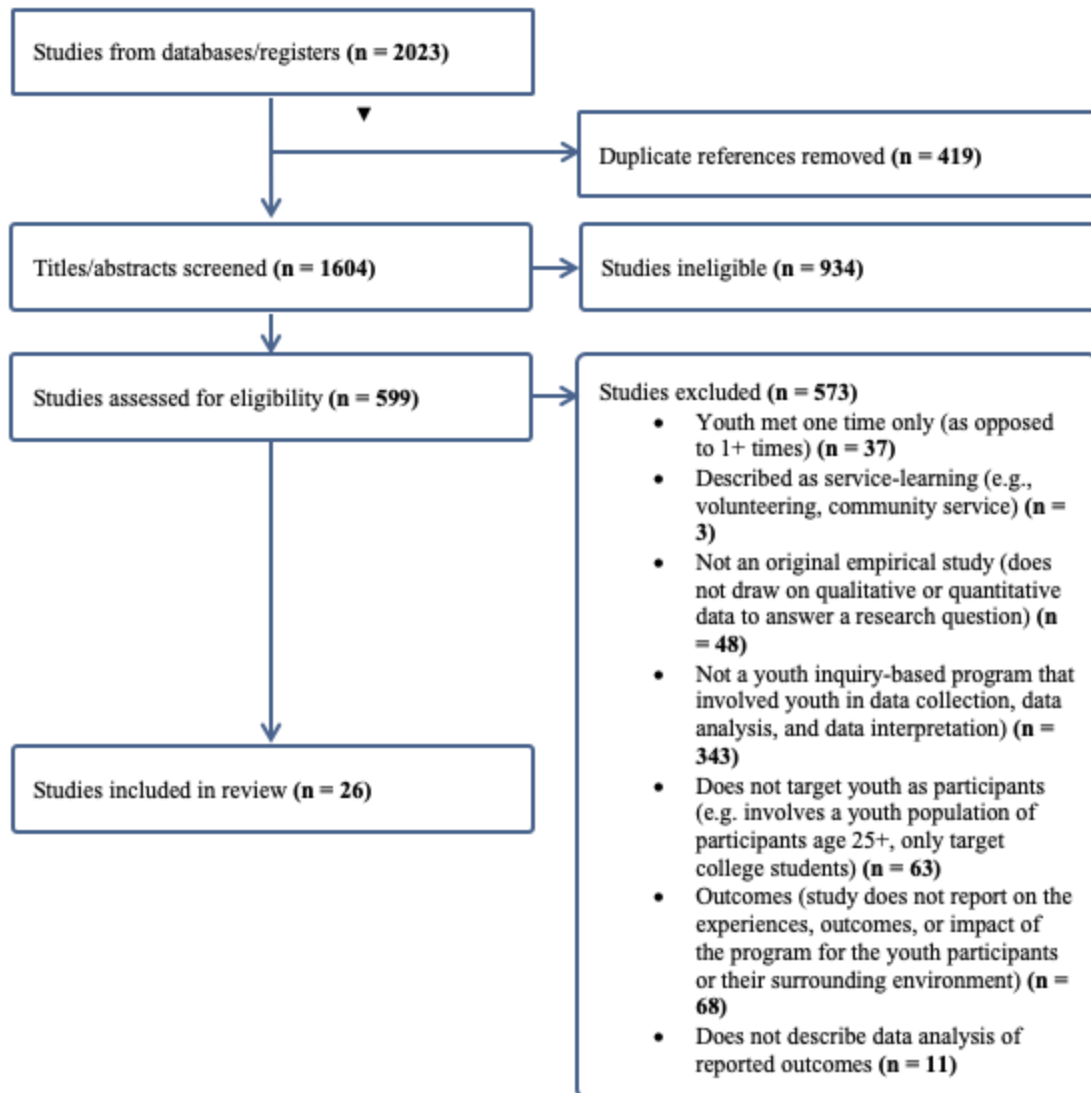 Studies from databases/registers (n = 2023)
Duplicate references removed (n = 419)
Titles/abstracts screened (n = 1604)
Studies ineligible (n = 934)
Studies assessed for eligibility (n = 599)
Studies excluded (n = 573)
• Youth met one time only (as opposed
to 1+ times) (n = 37)
• Described as service-learning (e.g.,
volunteering, community service) (n =
3)
• Not an original empirical study (does
not draw on qualitative or quantitative
data to answer a research question) (n
= 48)
• Not a youth inquiry-based program that
involved youth in data collection, data
analysis, and data interpretation) (n =
343)
• Does not target youth as participants
(e.g. involves a youth population of
participants age 25+, only target
college students) (n = 63)
• Outcomes (study does not report on the
experiences, outcomes, or impact of
the program for the youth participants
or their surrounding environment) (n =
68)
• Does not describe data analysis of
reported outcomes (n = 11)
Studies included in review (n = 26)